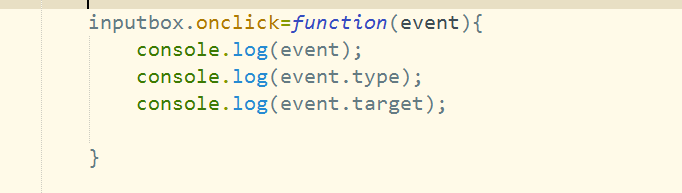 inputbox.onclick=function(event){
console.log(event);
console.log(event.type);
console.log(event.target);
}